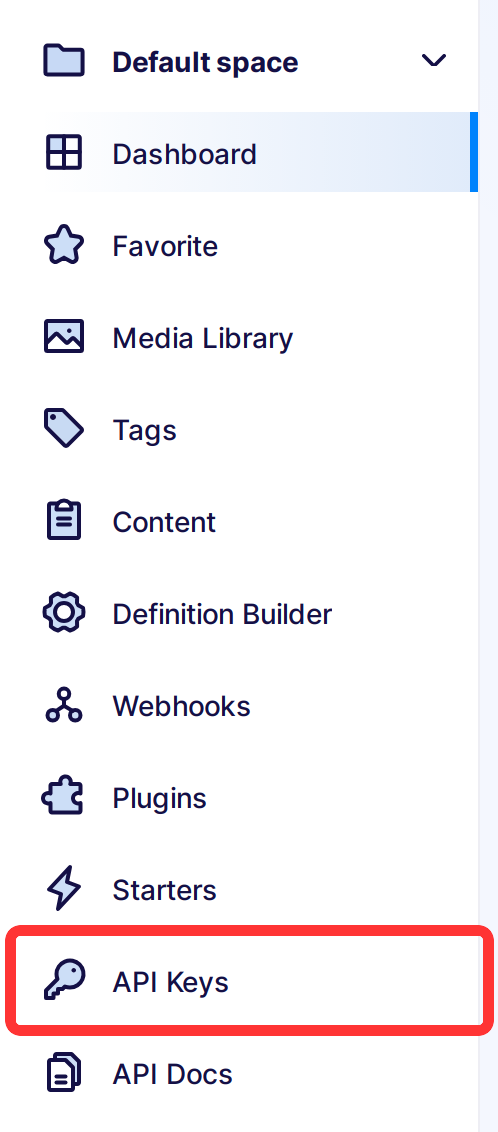 Default space
Dashboard
Favorite
Media Library
Tags
Content
Definition Builder
Webhooks
Plugins
Starters
API Keys
API Docs